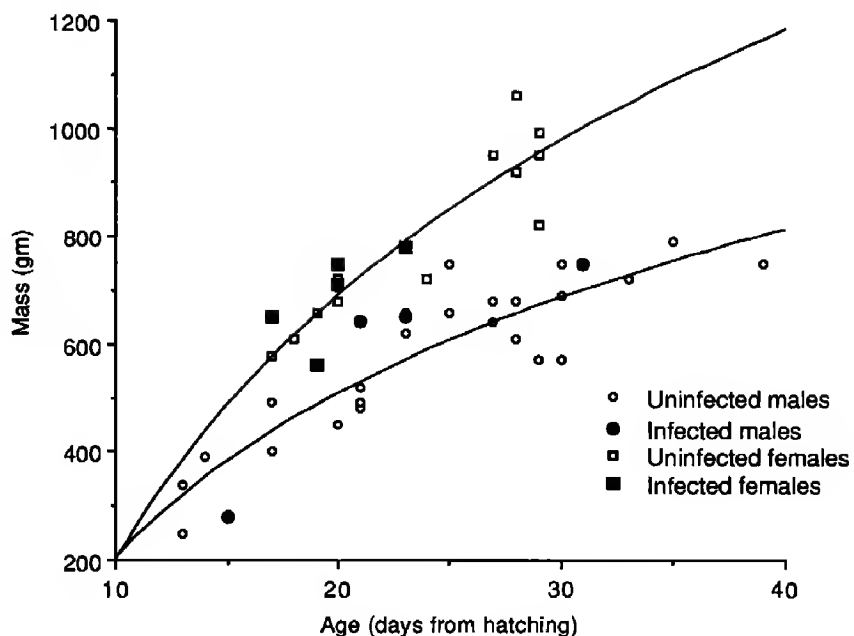 1200
1000
800
600
400
200
Mass (gm)
Uninfected males
Infected males
Uninfected females
Infected females
10 20 30 40
Age (days from hatching)